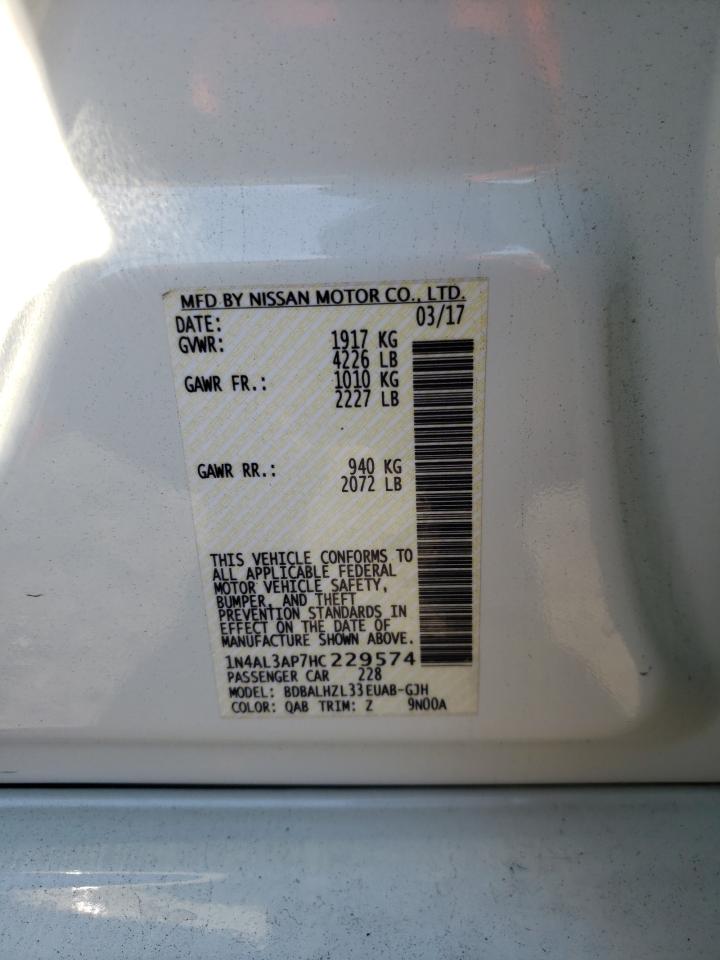 MFD BY NISSAN MOTOR CO., LTD.
DATE: 03/17
GVWR: 1917 KG
4226 LB
GAWR FR.: 1010 KG
2227 LB
GAWR RR.: 940 KG
2072 LB
THIS VEHICLE CONFORMS TO
ALL APPLICABLE FEDERAL
MOTOR VEHICLE SAFETY,
BUMPER, AND THEFT
PREVENTION STANDARDS IN
EFFECT ON THE DATE OF
MANUFACTURE SHOWN ABOVE.
1N4AL3AP7HC229574
PASSENGER CAR 228
MODEL: BDBALHZL33EUAB-GJH
COLOR: QAB TRIM: Z 9N00A